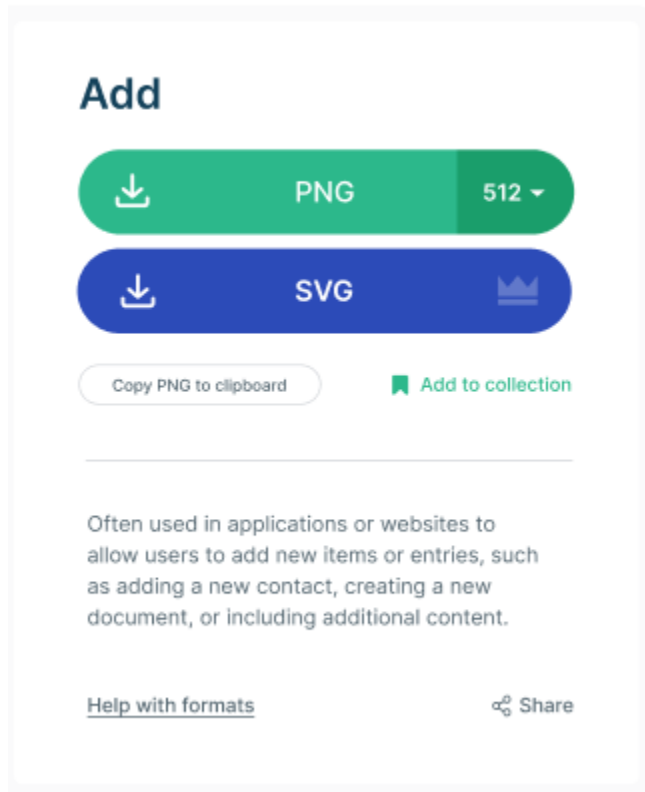 Add
PNG
512
SVG
Copy PNG to clipboard
Add to collection
Often used in applications or websites to
allow users to add new items or entries, such
as adding a new contact, creating a new
document, or including additional content.
Help with formats
Share